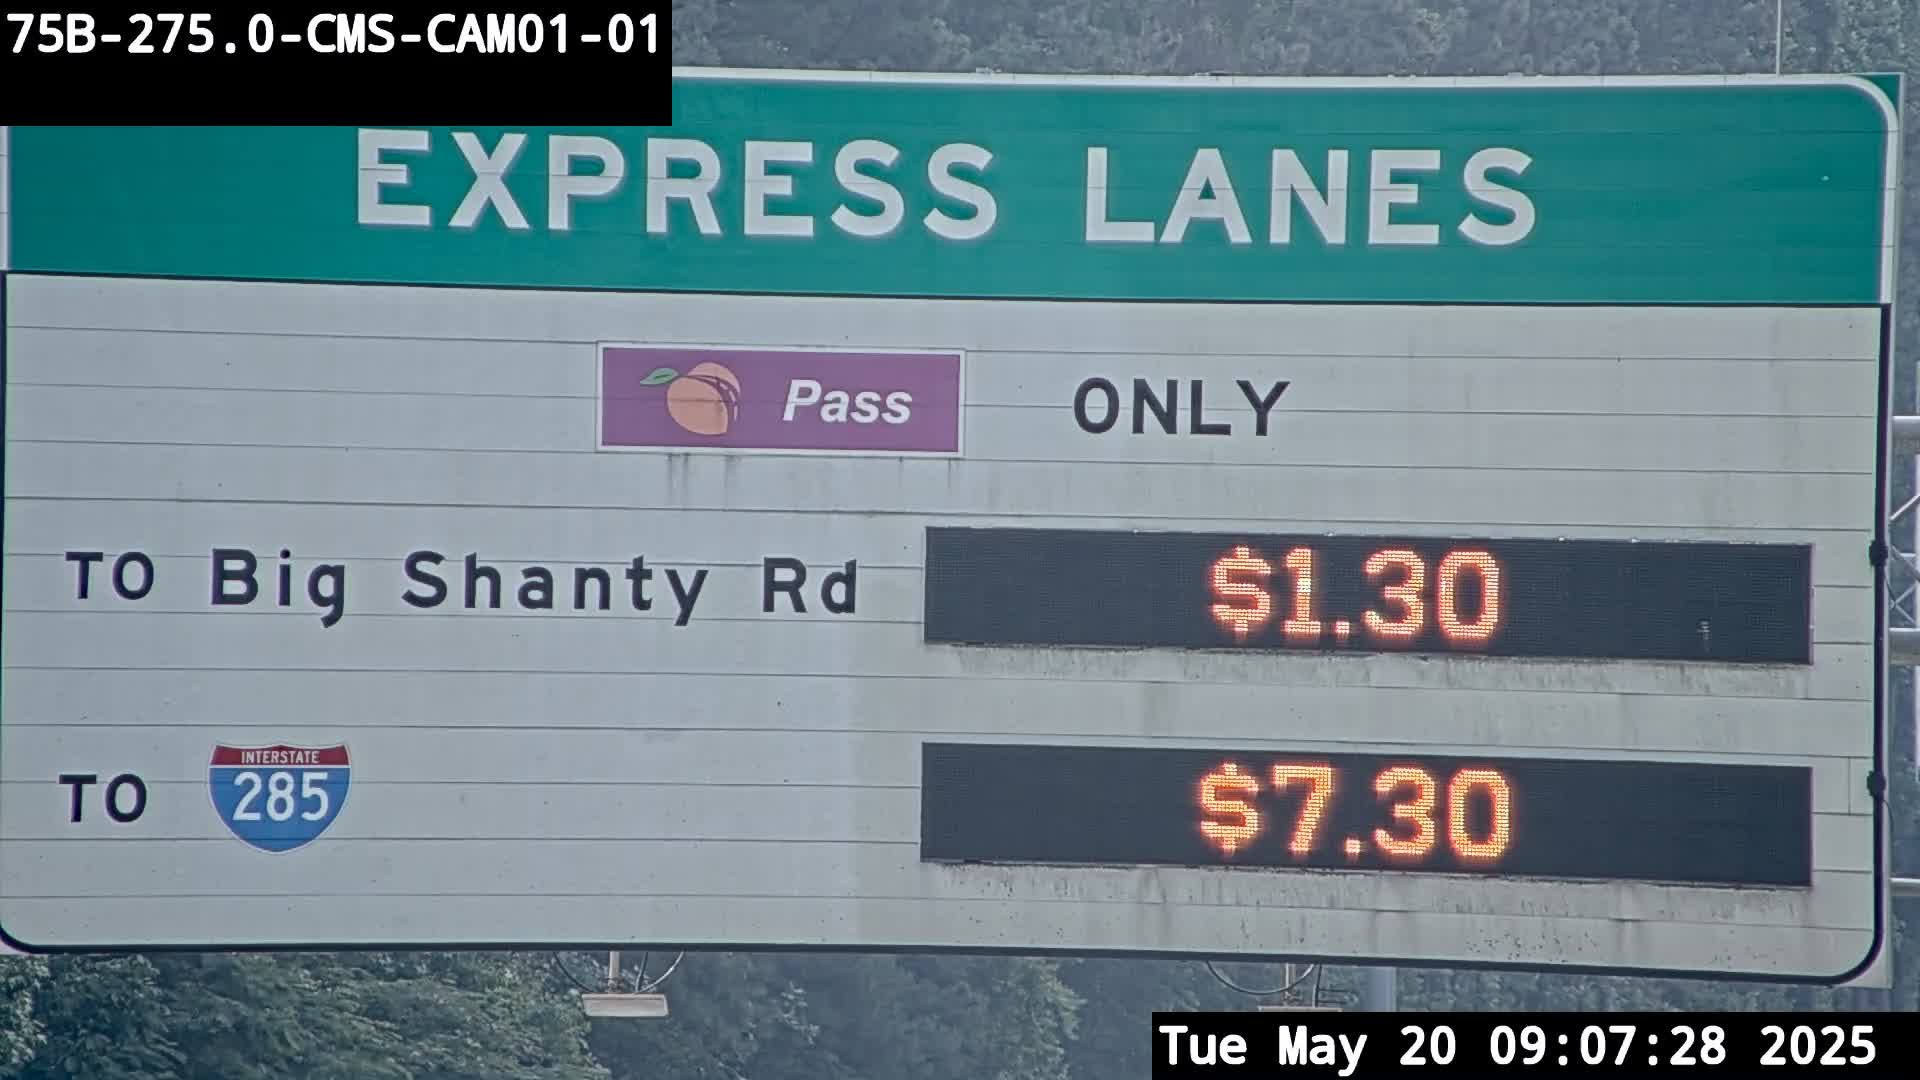 75B-275.0-CMS-CAM01-01
EXPRESS LANES
Pass ONLY
TO Big Shanty Rd $1.30
INTERSTATE
TO 285 $7.30
Tue May 20 09:07:28 2025